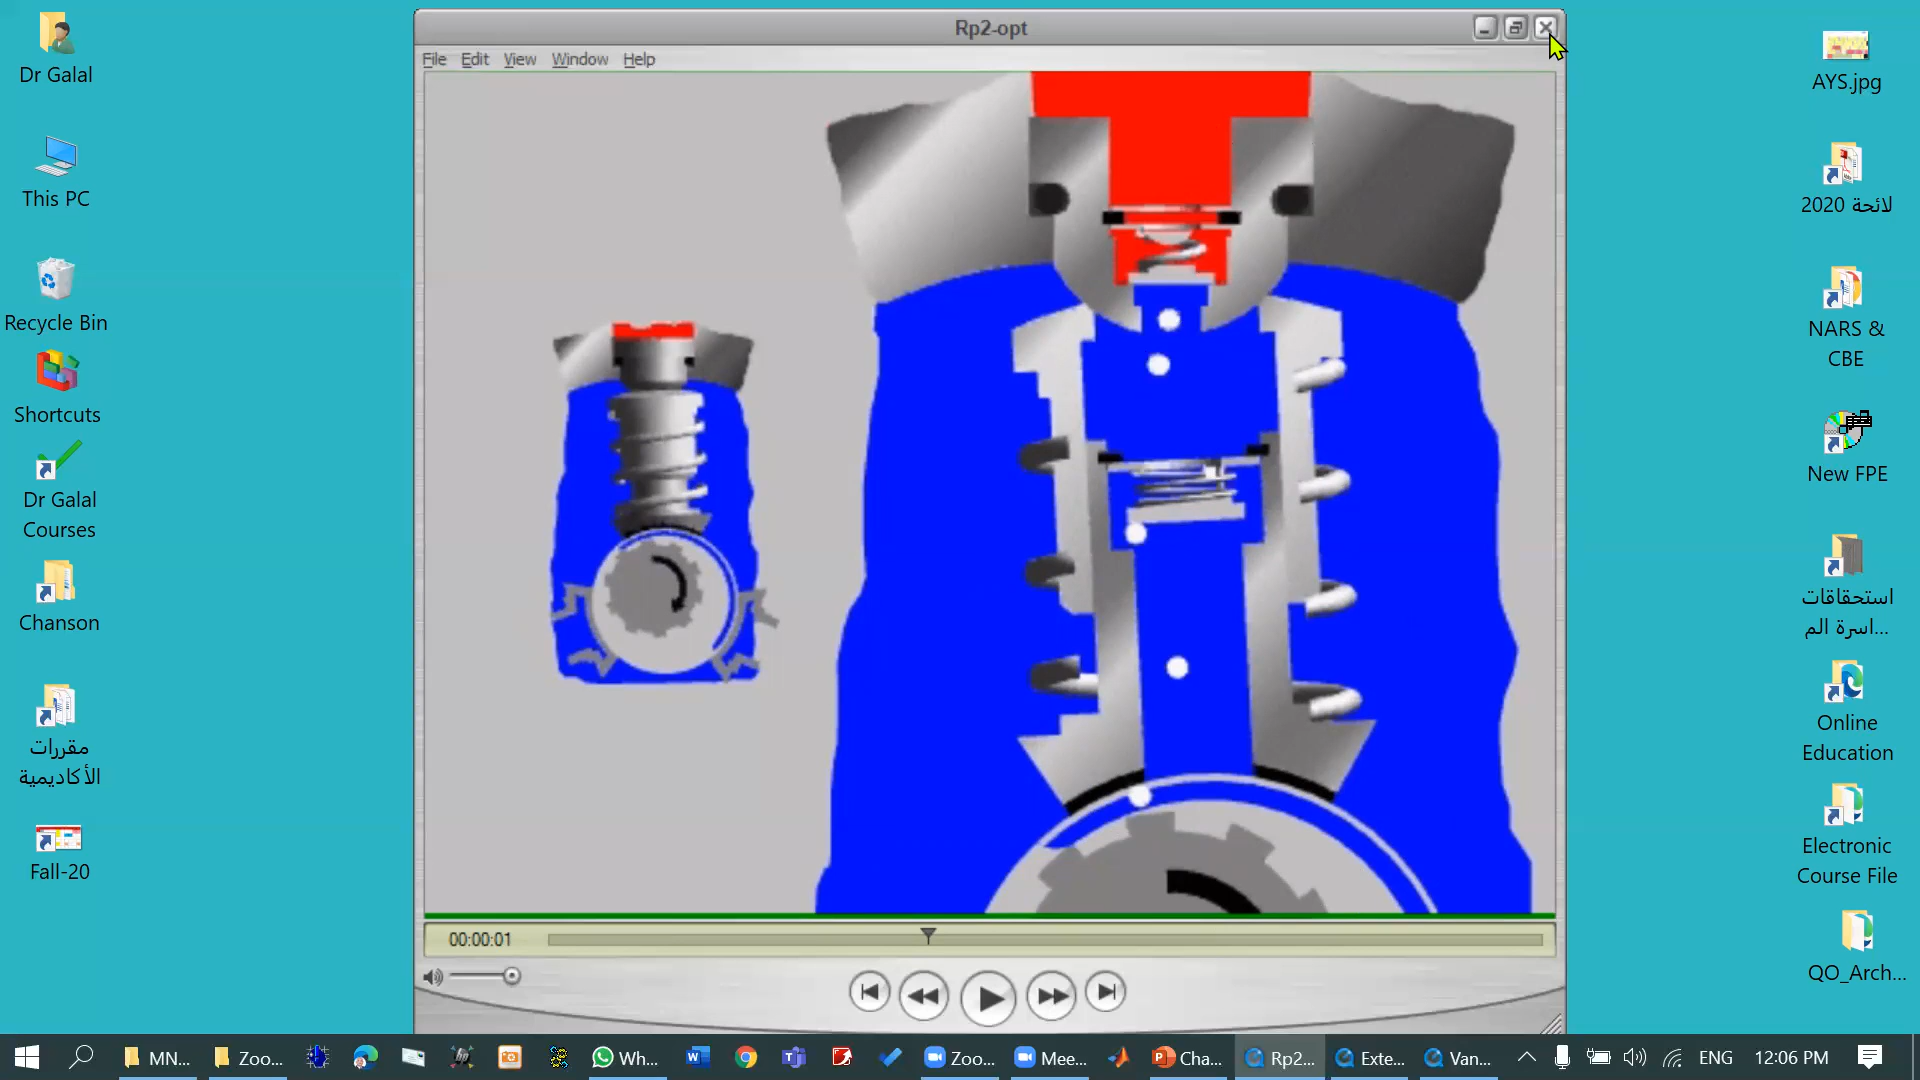 Rp2-opt
File Edit View Window Help
00:00:01
Dr Galal
This PC
Recycle Bin
Shortcuts
Dr Galal
Courses
Chanson
مقررات
الأكاديمية
Fall-20
AYS.jpg
لائحة 2020
NARS &
CBE
New FPE
استحقاقات
اسرة الم...
Online
Education
Electronic
Course File
QO_Arch...
MN...
Zoo...
Wh...
Zoo...
Mee...
Cha...
Rp2...
Exte...
Van...
ENG
12:06 PM